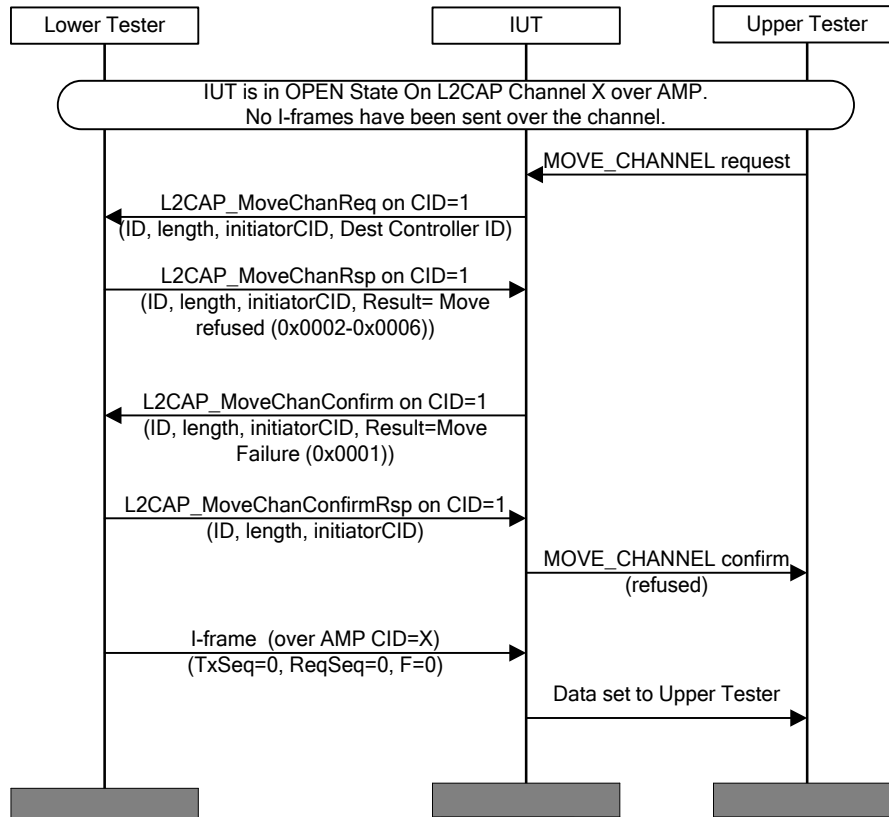 Lower Tester
IUT
Upper Tester
IUT is in OPEN State On L2CAP Channel X over AMP.
No I-frames have been sent over the channel.
MOVE_CHANNEL request
L2CAP_MoveChanReq on CID=1
(ID, length, initiatorCID, Dest Controller ID)
L2CAP_MoveChanRsp on CID=1
(ID, length, initiatorCID, Result= Move
refused (0x0002-0x0006))
L2CAP_MoveChanConfirm on CID=1
(ID, length, initiatorCID, Result=Move
Failure (0x0001))
L2CAP_MoveChanConfirmRsp on CID=1
(ID, length, initiatorCID)
MOVE_CHANNEL confirm
(refused)
I-frame (over AMP CID=X)
(TxSeq=0, ReqSeq=0, F=0)
Data set to Upper Tester